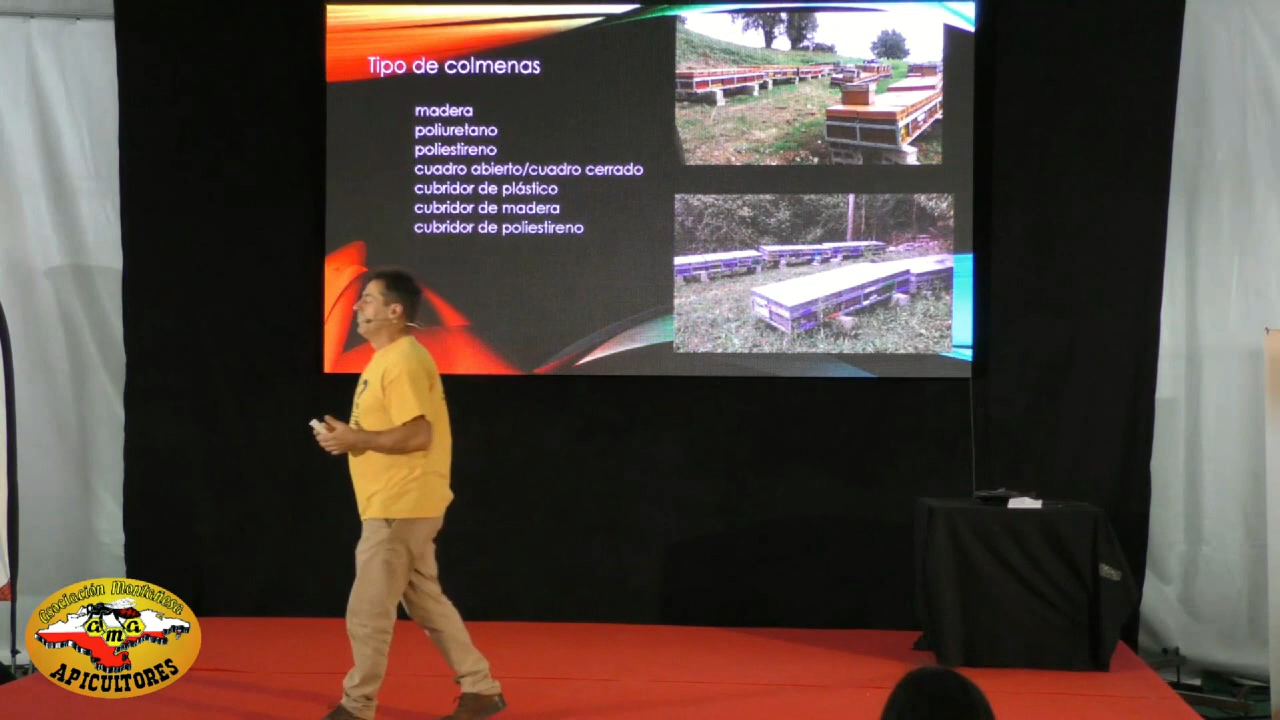 Tipo de colmenas
madera
poliuretano
poliestireno
cuadro abierto/cuadro cerrado
cubridor de plástico
cubridor de madera
cubridor de poliestireno
Asociación Montañesa
AMA
APICULTORES